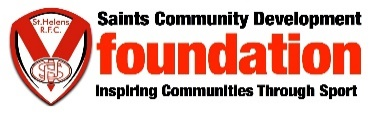 St.Helens
R.F.C.
Saints Community Development
foundation
Inspiring Communities Through Sport